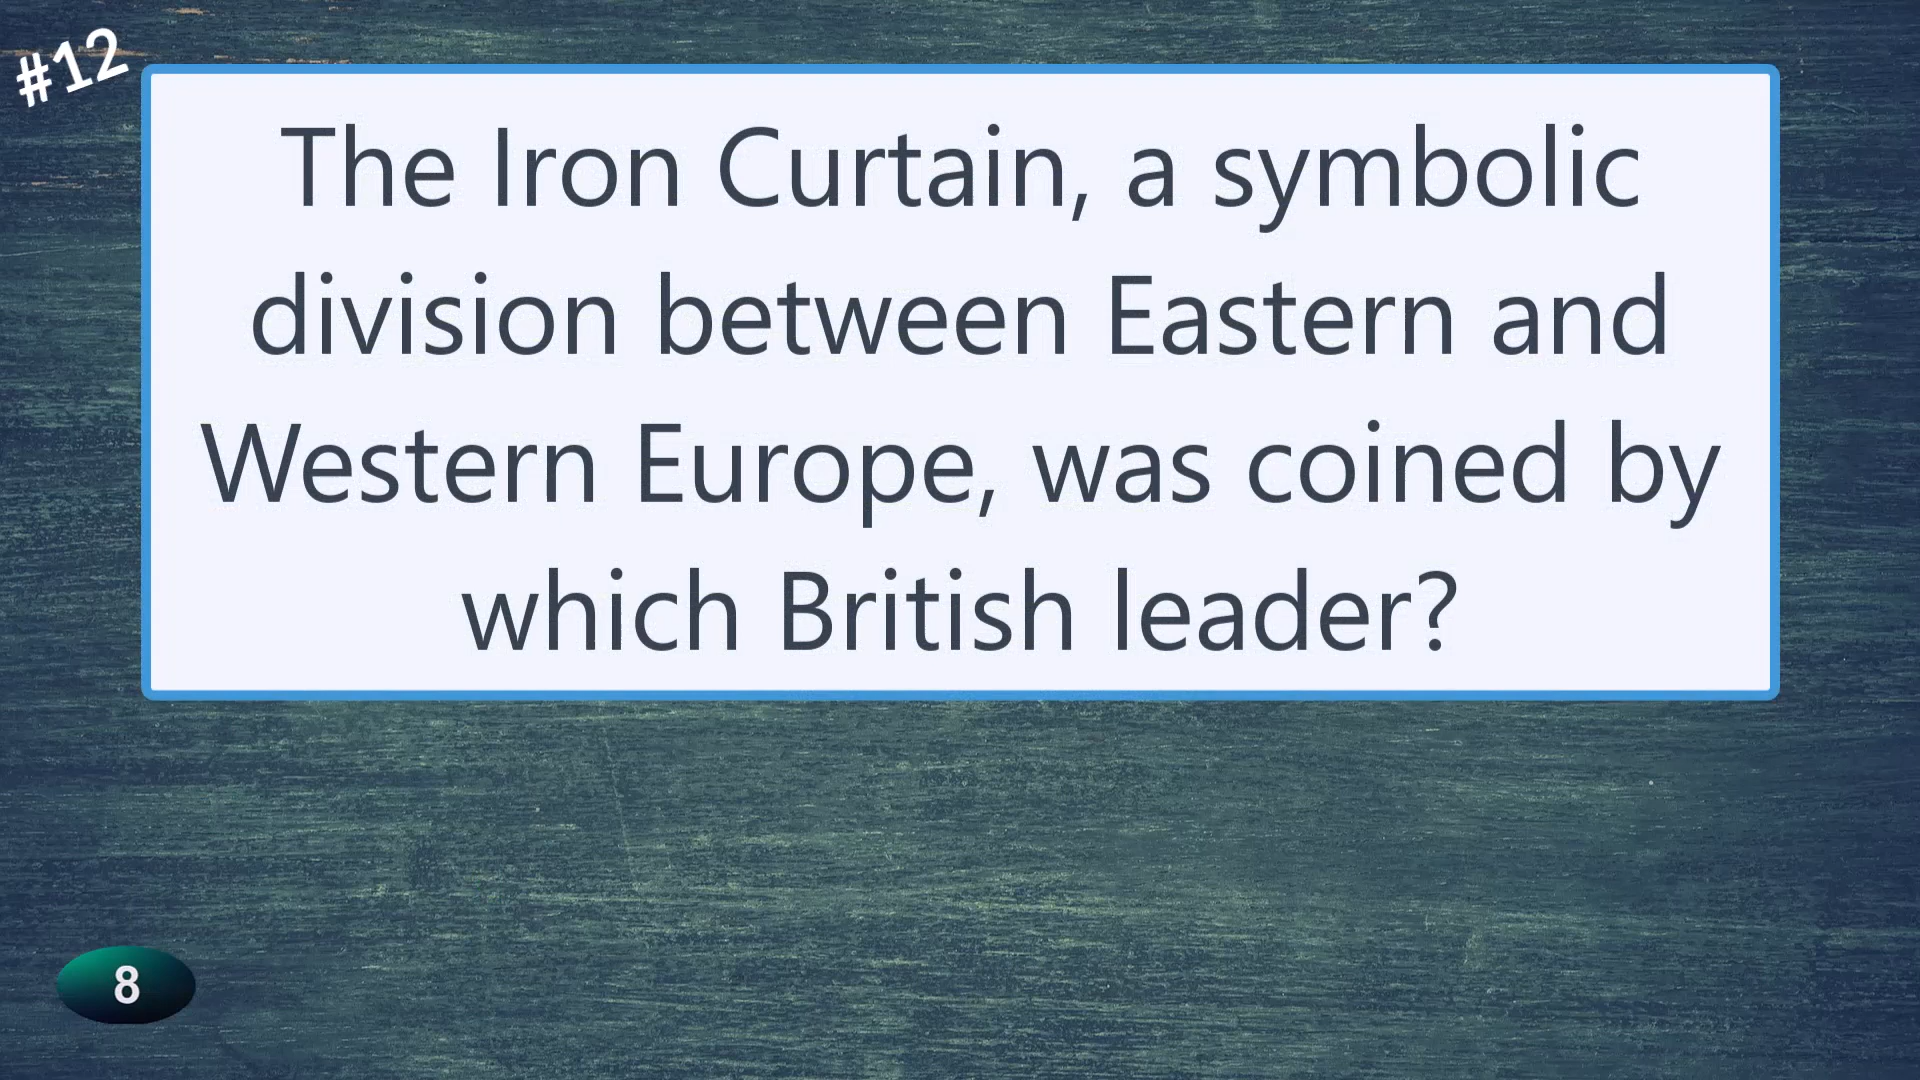 #12
The Iron Curtain, a symbolic
division between Eastern and
Western Europe, was coined by
which British leader?
8